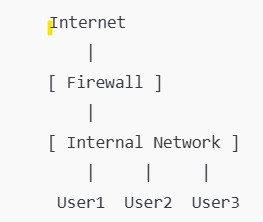 Internet
|
[ Firewall ]
|
[ Internal Network ]
| | |
User1 User2 User3